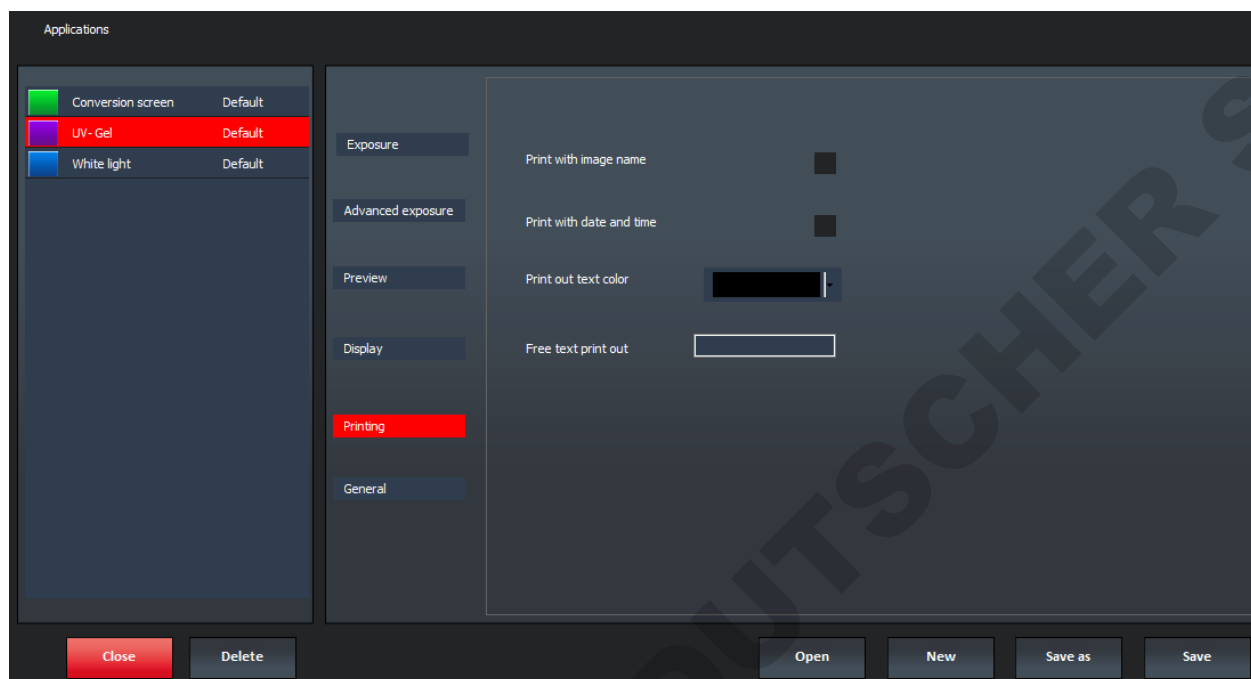 Applications
Conversion screen Default
UV- Gel Default
White light Default
Exposure
Advanced exposure
Preview
Display
Printing
General
Print with image name
Print with date and time
Print out text color
Free text print out
Close Delete Open New Save as Save
UTSCHER S